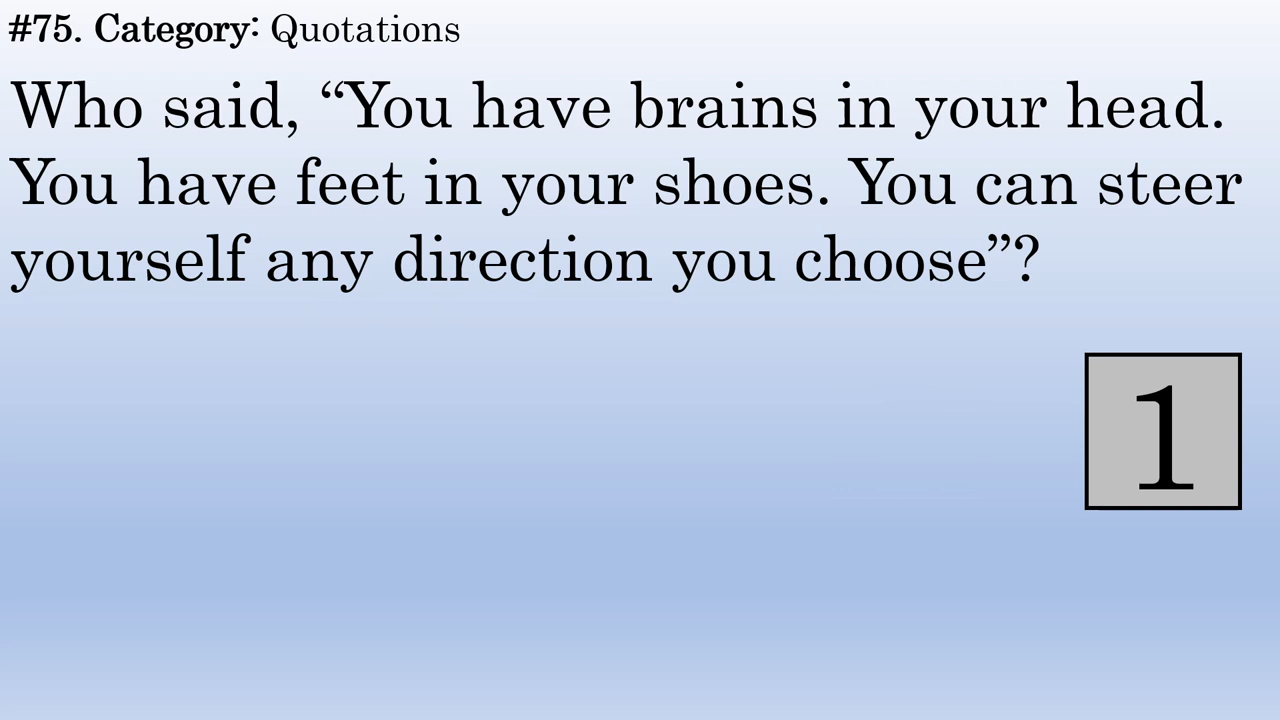 #75. Category: Quotations
Who said, “You have brains in your head.
You have feet in your shoes. You can steer
yourself any direction you choose”?
1